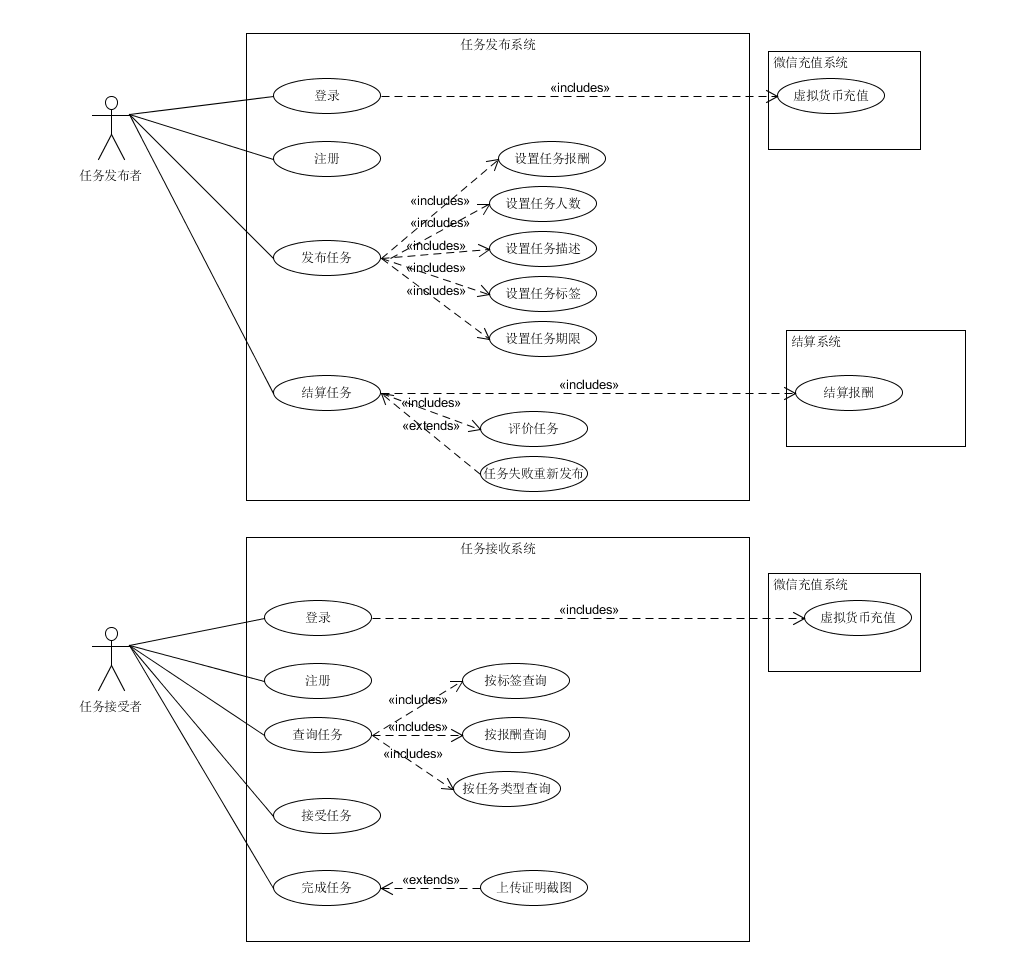 任务发布系统
微信充值系统
登录
«includes»
虚拟货币充值
任务发布者
注册
设置任务报酬
«includes»
设置任务人数
«includes»
发布任务
«includes»
设置任务描述
«includes»
设置任务标签
«includes»
设置任务期限
结算系统
结算任务
«includes»
结算报酬
«includes»
评价任务
«extends»
任务失败重新发布
任务接收系统
微信充值系统
登录
«includes»
虚拟货币充值
任务接受者
注册
按标签查询
«includes»
查询任务
«includes»
按报酬查询
«includes»
按任务类型查询
接受任务
完成任务
«extends»
上传证明截图